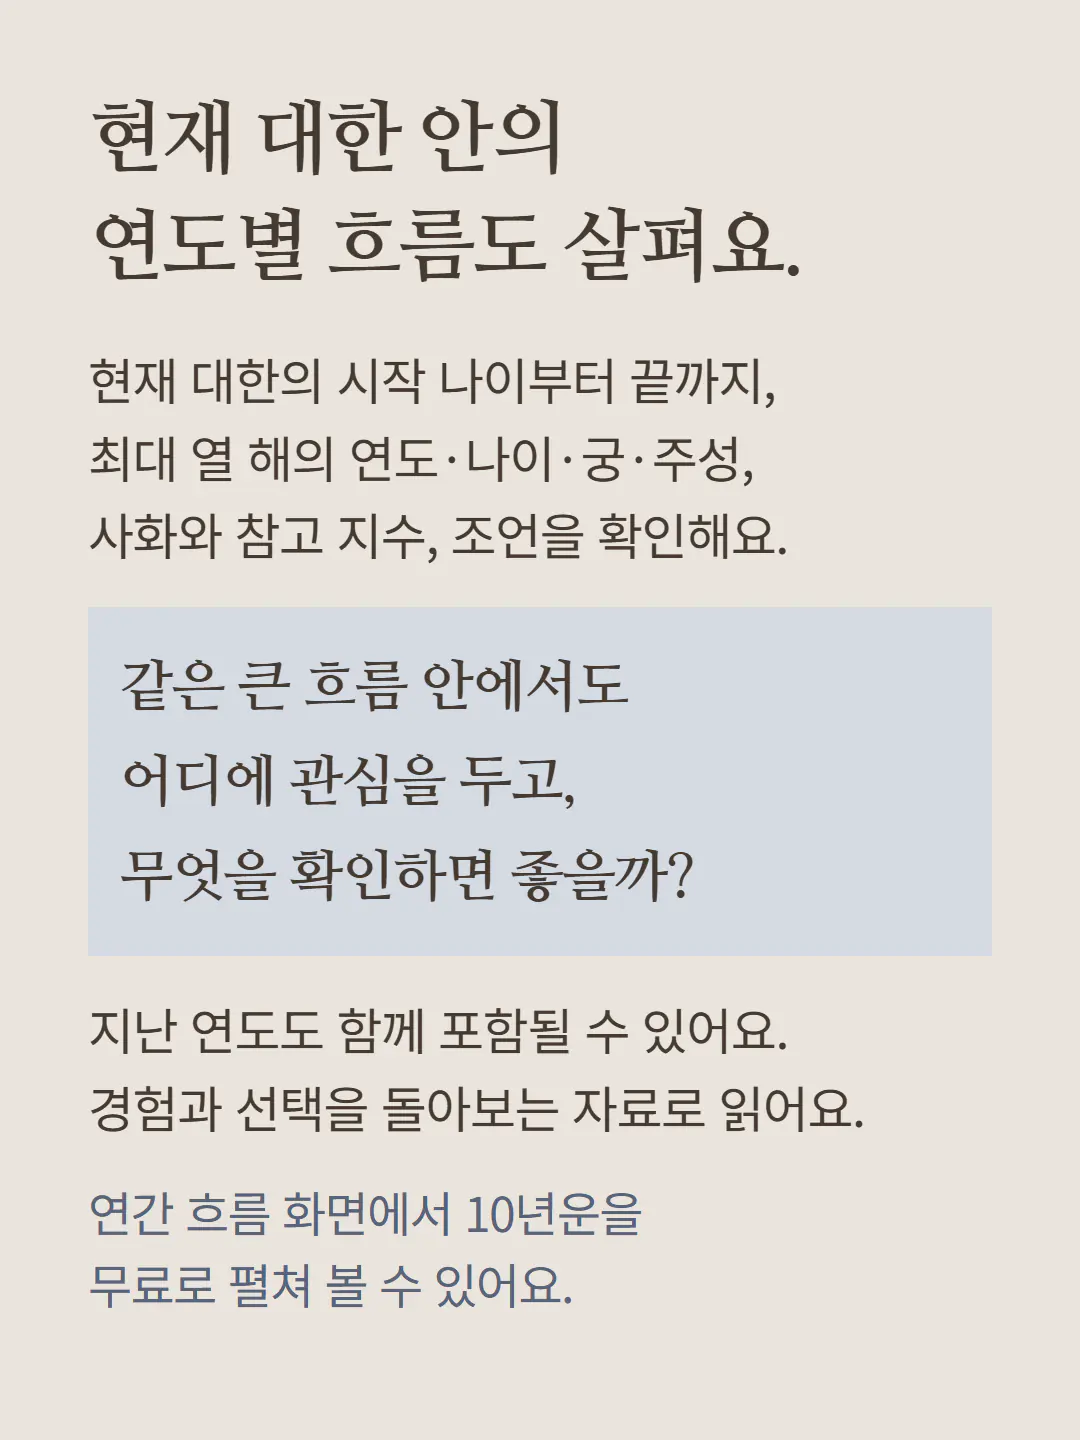 현재 대한 안의
연도별 흐름도 살펴요.
현재 대한의 시작 나이부터 끝까지,
최대 열 해의 연도·나이·궁·주성,
사화와 참고 지수, 조언을 확인해요.
같은 큰 흐름 안에서도
어디에 관심을 두고,
무엇을 확인하면 좋을까?
지난 연도도 함께 포함될 수 있어요.
경험과 선택을 돌아보는 자료로 읽어요.
연간 흐름 화면에서 10년운을
무료로 펼쳐 볼 수 있어요.